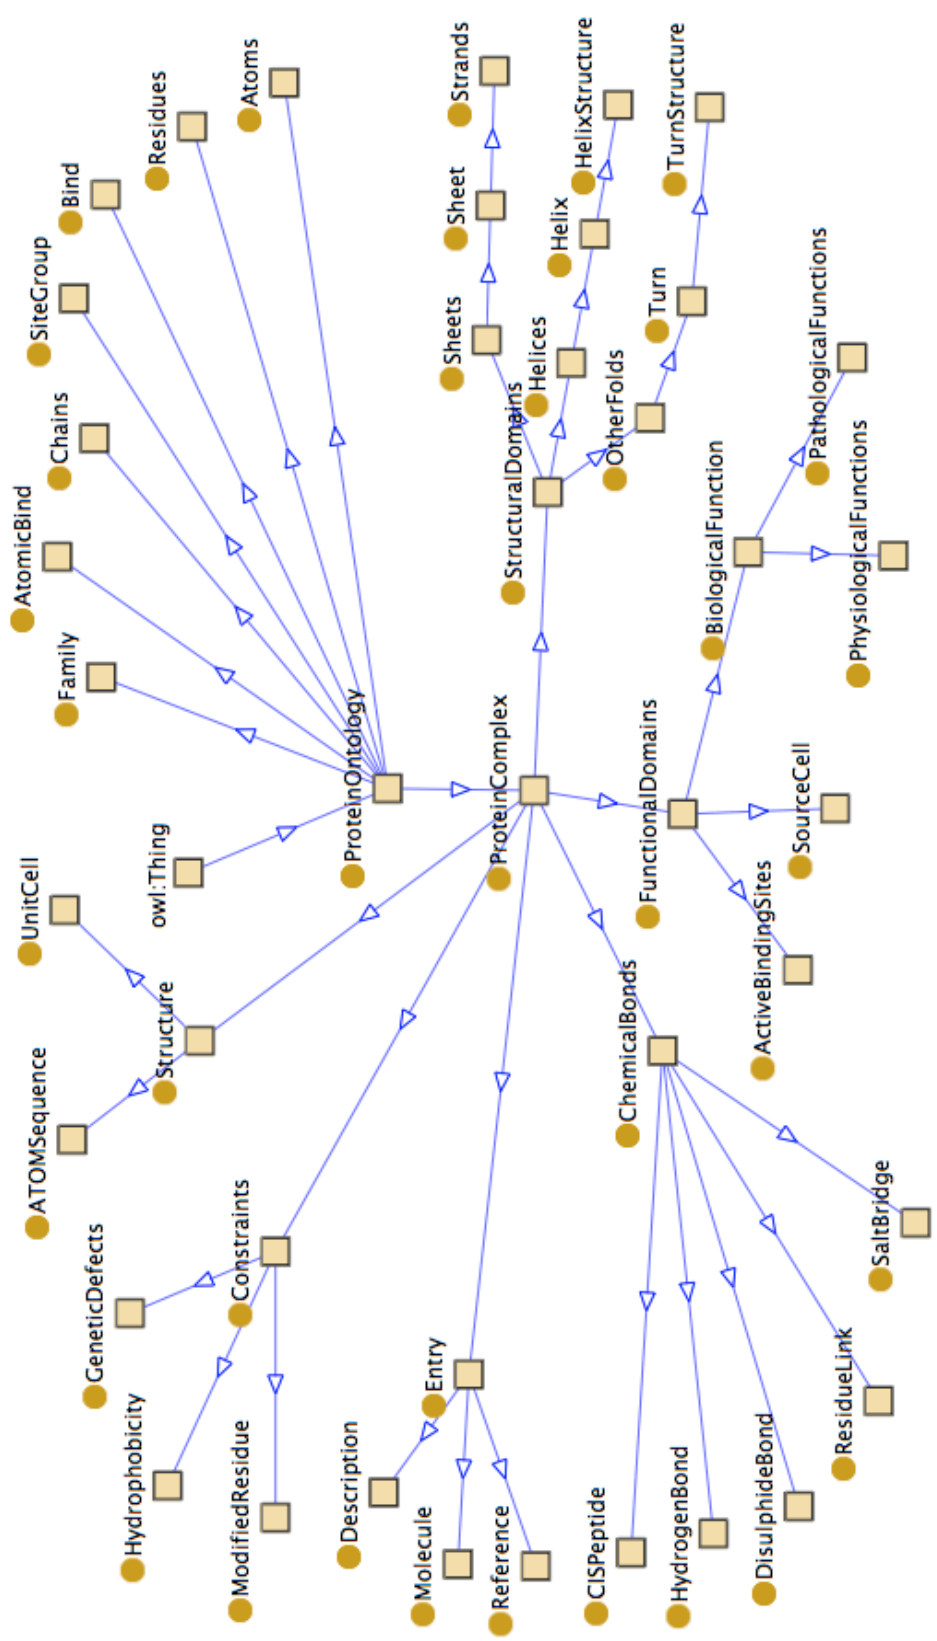 ATOMSequence
UnitCell
GeneticDefects
Hydrophobicity
Structure
owl:Thing
Family
AtomicBind
Chains
SiteGroup
Bind
Residues
Atoms
Constraints
ModifiedResidue
ProteinOntology
Description
Entry
Molecule
Reference
ProteinComplex
StructuralDomains
Sheets
Sheet
Strands
Helices
Helix
HelixStructure
OtherFolds
Turn
TurnStructure
CISPeptide
HydrogenBond
DisulphideBond
ResidueLink
SaltBridge
ChemicalBonds
FunctionalDomains
ActiveBindingSites
SourceCell
BiologicalFunction
PhysiologicalFunctions
PathologicalFunctions